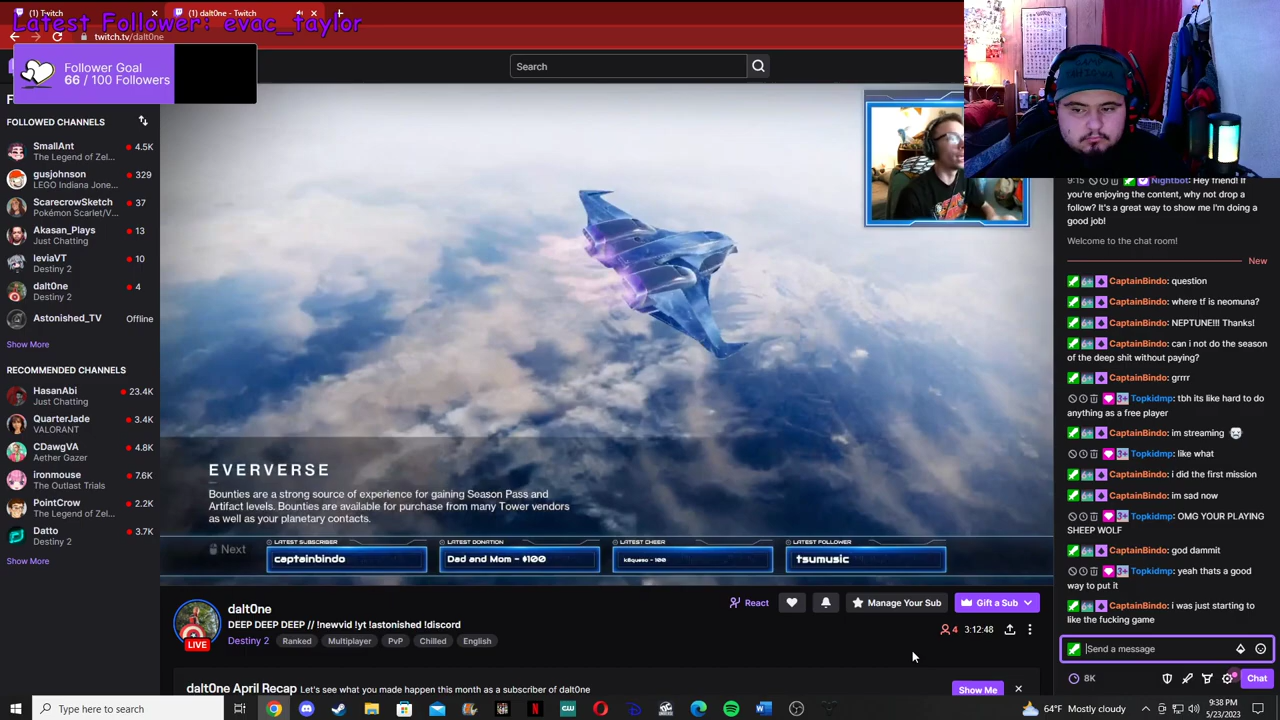 (1) Twitch
dalt0ne - Twitch
Latest Follower: evac_taylor
twitch.tv/dalt0ne
Follower Goal
66 / 100 Followers
Search
FOLLOWED CHANNELS
SmallAnt
4.5K
The Legend of Zel...
gusjohnson
329
LEGO Indiana Jone...
ScarecrowSketch
37
Pokémon Scarlet/V...
Akasan_Plays
13
Just Chatting
leviaVT
10
Destiny 2
dalt0ne
4
Destiny 2
Astonished_TV
Offline
Show More
RECOMMENDED CHANNELS
HasanAbi
23.4K
Just Chatting
QuarterJade
3.4K
VALORANT
CDawgVA
4.8K
Aether Gazer
ironmouse
7.6K
The Outlast Trials
PointCrow
2.2K
The Legend of Zel...
Datto
3.7K
Destiny 2
Show More
EVERVERSE
Bounties are a strong source of experience for gaining Season Pass and
Artifact levels. Bounties are available for purchase from many Tower vendors
as well as your planetary contacts.
Next
LATEST SUBSCRIBER
captainbindo
LATEST DONATION
Dad and Mom - $100
LATEST CHEER
LATEST FOLLOWER
tsumusic
LIVE
dalt0ne
DEEP DEEP DEEP // !newvid !yt !astonished !discord
Destiny 2
Ranked
Multiplayer
PvP
Chilled
English
React
Manage Your Sub
Gift a Sub
4
3:12:48
dalt0ne April Recap Let's see what you made happen this month as a subscriber of dalt0ne
Show Me
9:15 Nightbot: Hey friend! If
you're enjoying the content, why not drop a
follow? It's a great way to show me I'm doing a
good job!
Welcome to the chat room!
New
CaptainBindo: question
CaptainBindo: where tf is neomuna?
CaptainBindo: NEPTUNE!!! Thanks!
CaptainBindo: can i not do the season
of the deep shit without paying?
CaptainBindo: grrrr
Topkidmp: tbh its like hard to do
anything as a free player
CaptainBindo: im streaming
Topkidmp: like what
CaptainBindo: i did the first mission
CaptainBindo: im sad now
Topkidmp: OMG YOUR PLAYING
SHEEP WOLF
CaptainBindo: god dammit
Topkidmp: yeah thats a good
way to put it
CaptainBindo: i was just starting to
like the fucking game
Send a message
8K
Chat
Type here to search
64°F Mostly cloudy
9:38 PM
5/23/2023